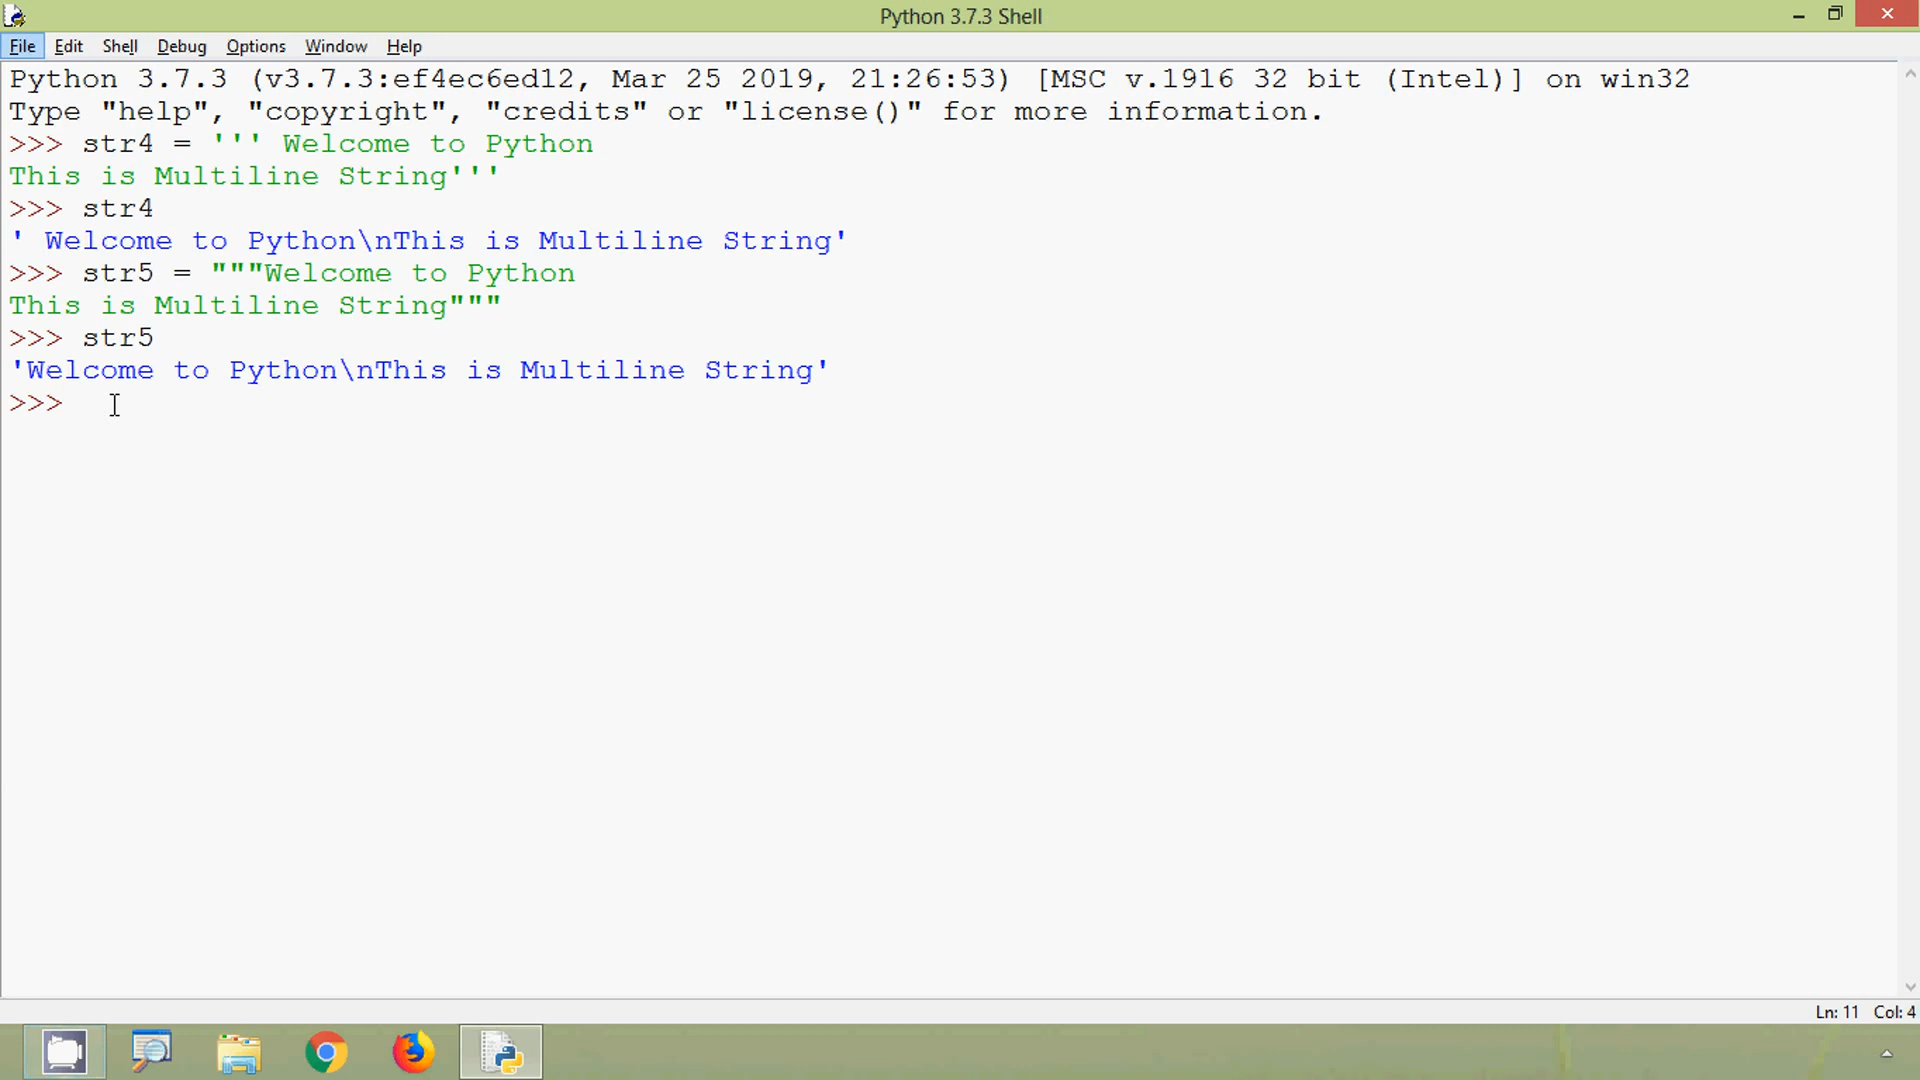 Python 3.7.3 Shell
File Edit Shell Debug Options Window Help
Python 3.7.3 (v3.7.3:ef4ec6ed12, Mar 25 2019, 21:26:53) [MSC v.1916 32 bit (Intel)] on win32
Type "help", "copyright", "credits" or "license()" for more information.
>>> str4 = ''' Welcome to Python
This is Multiline String'''
>>> str4
' Welcome to Python\nThis is Multiline String'
>>> str5 = """Welcome to Python
This is Multiline String"""
>>> str5
'Welcome to Python\nThis is Multiline String'
>>>
Ln: 11 Col: 4